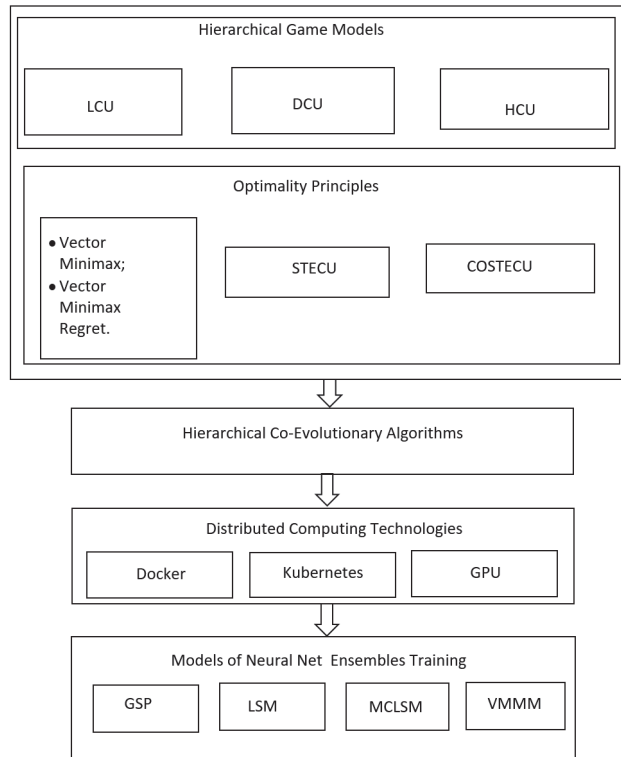 Hierarchical Game Models
LCU
DCU
HCU
Optimality Principles
• Vector
Minimax;
• Vector
Minimax
Regret.
STECU
COSTECU
Hierarchical Co-Evolutionary Algorithms
Distributed Computing Technologies
Docker
Kubernetes
GPU
Models of Neural Net Ensembles Training
GSP
LSM
MCLSM
VMMM